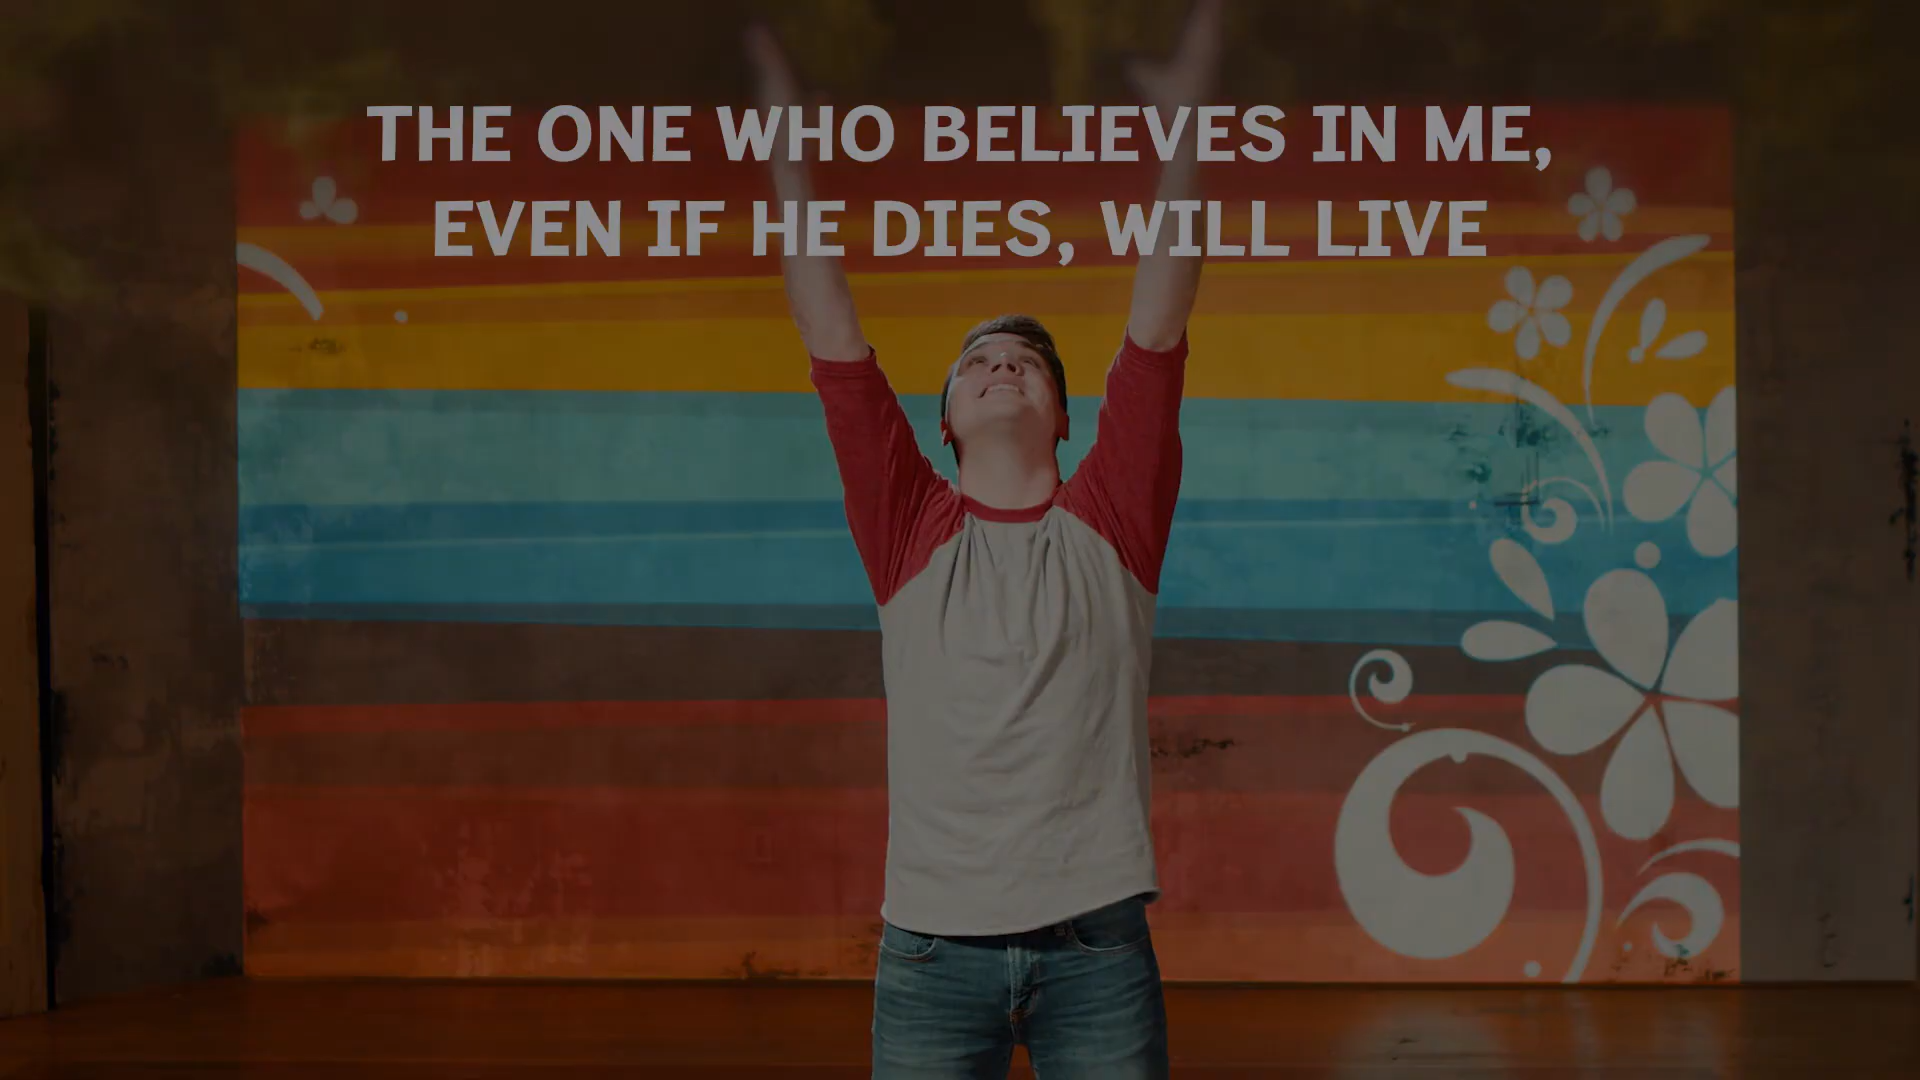 THE ONE WHO BELIEVES IN ME,
EVEN IF HE DIES, WILL LIVE